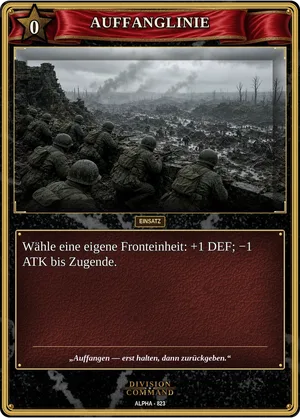 0
AUFFANGLINIE
EINSATZ
Wähle eine eigene Fronteinheit: +1 DEF; −1
ATK bis Zugende.
„Auffangen — erst halten, dann zurückgeben.“
DIVISION
COMMAND
ALPHA - 823